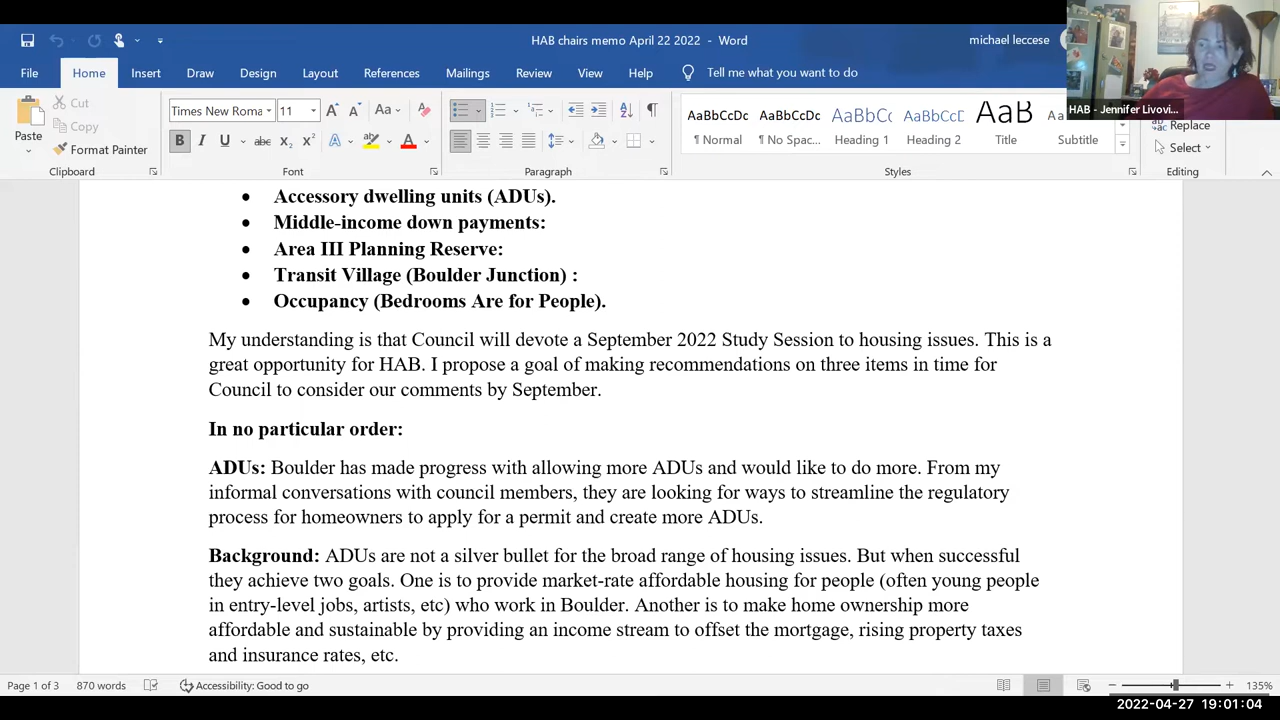 HAB chairs memo April 22 2022 - Word
michael leccese
File Home Insert Draw Design Layout References Mailings Review View Help Tell me what you want to do
HAB - Jennifer Livovi...
Paste
Cut
Copy
Format Painter
Clipboard
Times New Roma 11
Font
Paragraph
AaBbCcDc AaBbCcDc AaBbCc AaBbCcD AaB
¶ Normal ¶ No Spac... Heading 1 Heading 2 Title Subtitle
Styles
Replace
Select
Editing
• Accessory dwelling units (ADUs).
• Middle-income down payments:
• Area III Planning Reserve:
• Transit Village (Boulder Junction) :
• Occupancy (Bedrooms Are for People).
My understanding is that Council will devote a September 2022 Study Session to housing issues. This is a
great opportunity for HAB. I propose a goal of making recommendations on three items in time for
Council to consider our comments by September.
In no particular order:
ADUs: Boulder has made progress with allowing more ADUs and would like to do more. From my
informal conversations with council members, they are looking for ways to streamline the regulatory
process for homeowners to apply for a permit and create more ADUs.
Background: ADUs are not a silver bullet for the broad range of housing issues. But when successful
they achieve two goals. One is to provide market-rate affordable housing for people (often young people
in entry-level jobs, artists, etc) who work in Boulder. Another is to make home ownership more
affordable and sustainable by providing an income stream to offset the mortgage, rising property taxes
and insurance rates, etc.
Page 1 of 3 870 words Accessibility: Good to go 135%
2022-04-27 19:01:04